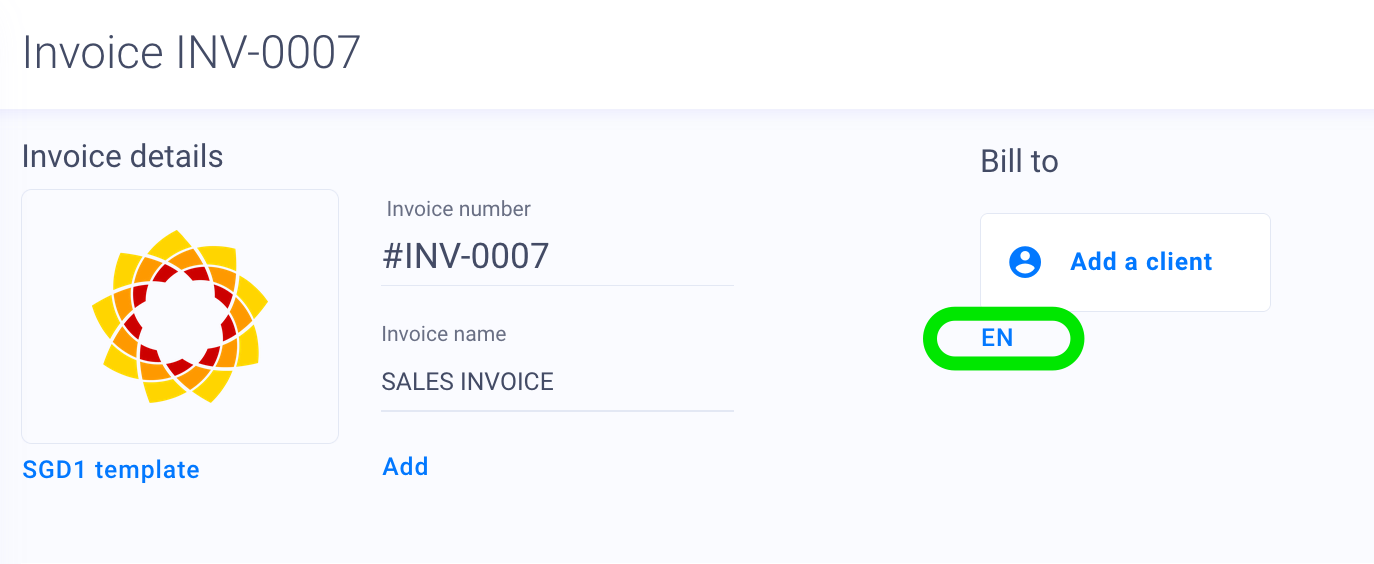 Invoice INV-0007
Invoice details
Invoice number
#INV-0007
Invoice name
SALES INVOICE
SGD1 template
Add
Bill to
Add a client
EN